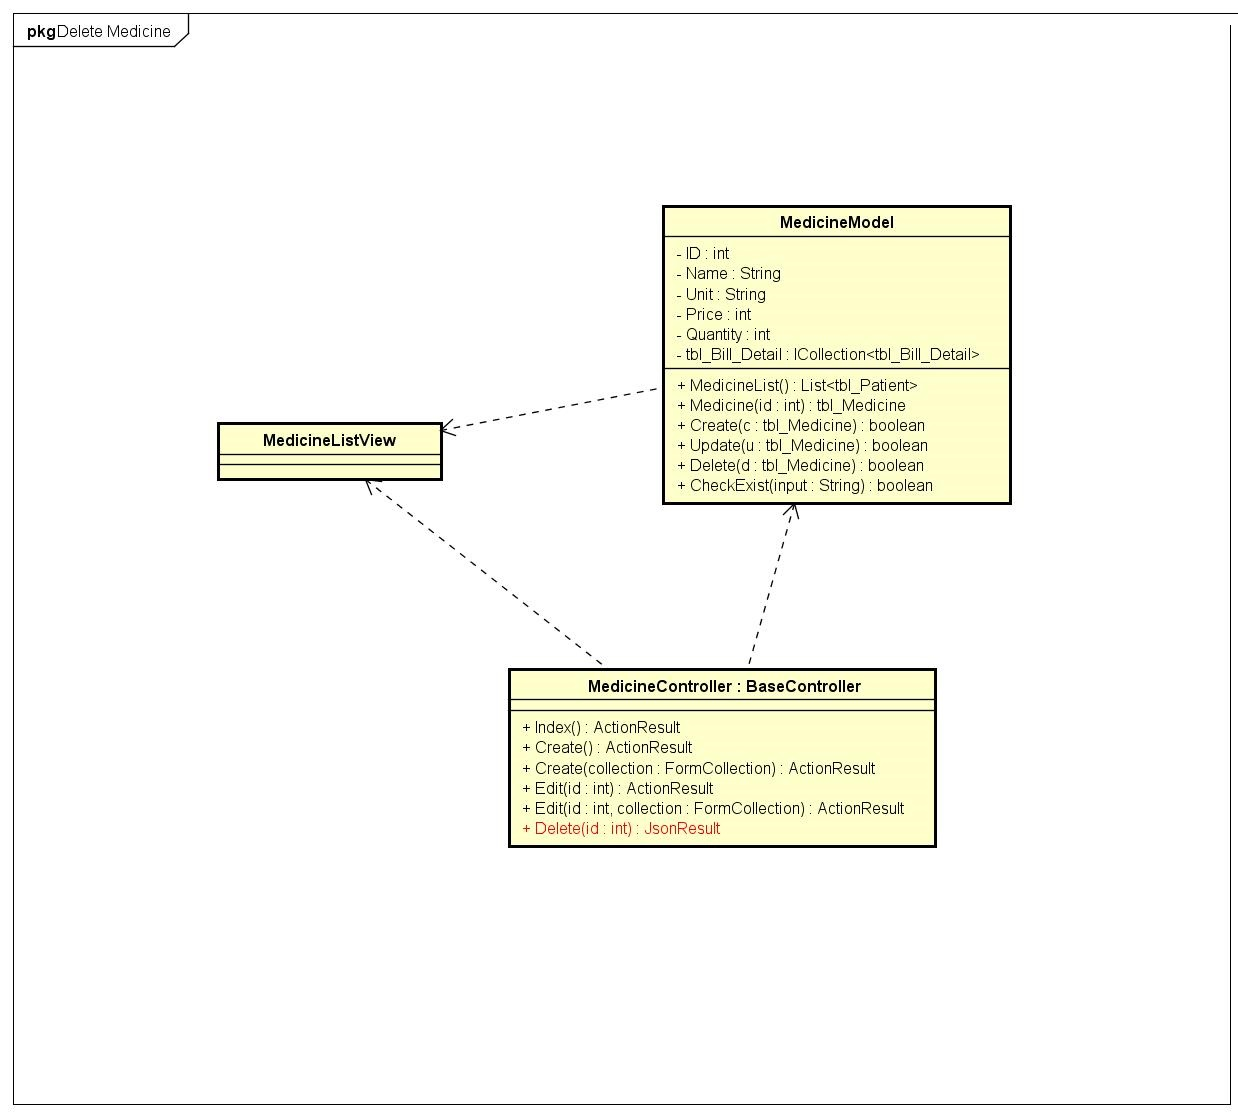 pkg Delete Medicine
MedicineModel
- ID : int
- Name : String
- Unit : String
- Price : int
- Quantity : int
- tbl_Bill_Detail : ICollection<tbl_Bill_Detail>
+ MedicineList() : List<tbl_Patient>
+ Medicine(id : int) : tbl_Medicine
+ Create(c : tbl_Medicine) : boolean
+ Update(u : tbl_Medicine) : boolean
+ Delete(d : tbl_Medicine) : boolean
+ CheckExist(input : String) : boolean
MedicineListView
MedicineController : BaseController
+ Index() : ActionResult
+ Create() : ActionResult
+ Create(collection : FormCollection) : ActionResult
+ Edit(id : int) : ActionResult
+ Edit(id : int, collection : FormCollection) : ActionResult
+ Delete(id : int) : JsonResult